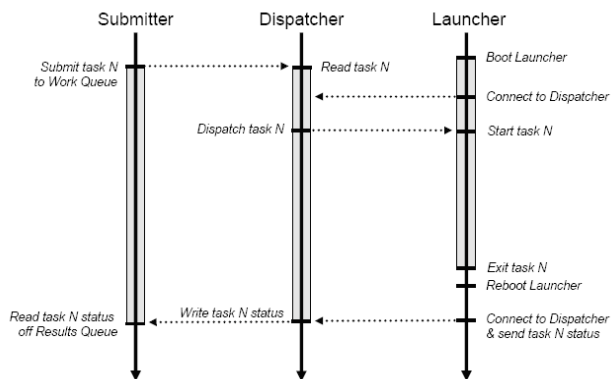 Submitter
Dispatcher
Launcher
Boot Launcher
Submit task N
to Work Queue
Read task N
Connect to Dispatcher
Dispatch task N
Start task N
Exit task N
Reboot Launcher
Read task N status
off Results Queue
Write task N status
Connect to Dispatcher
& send task N status